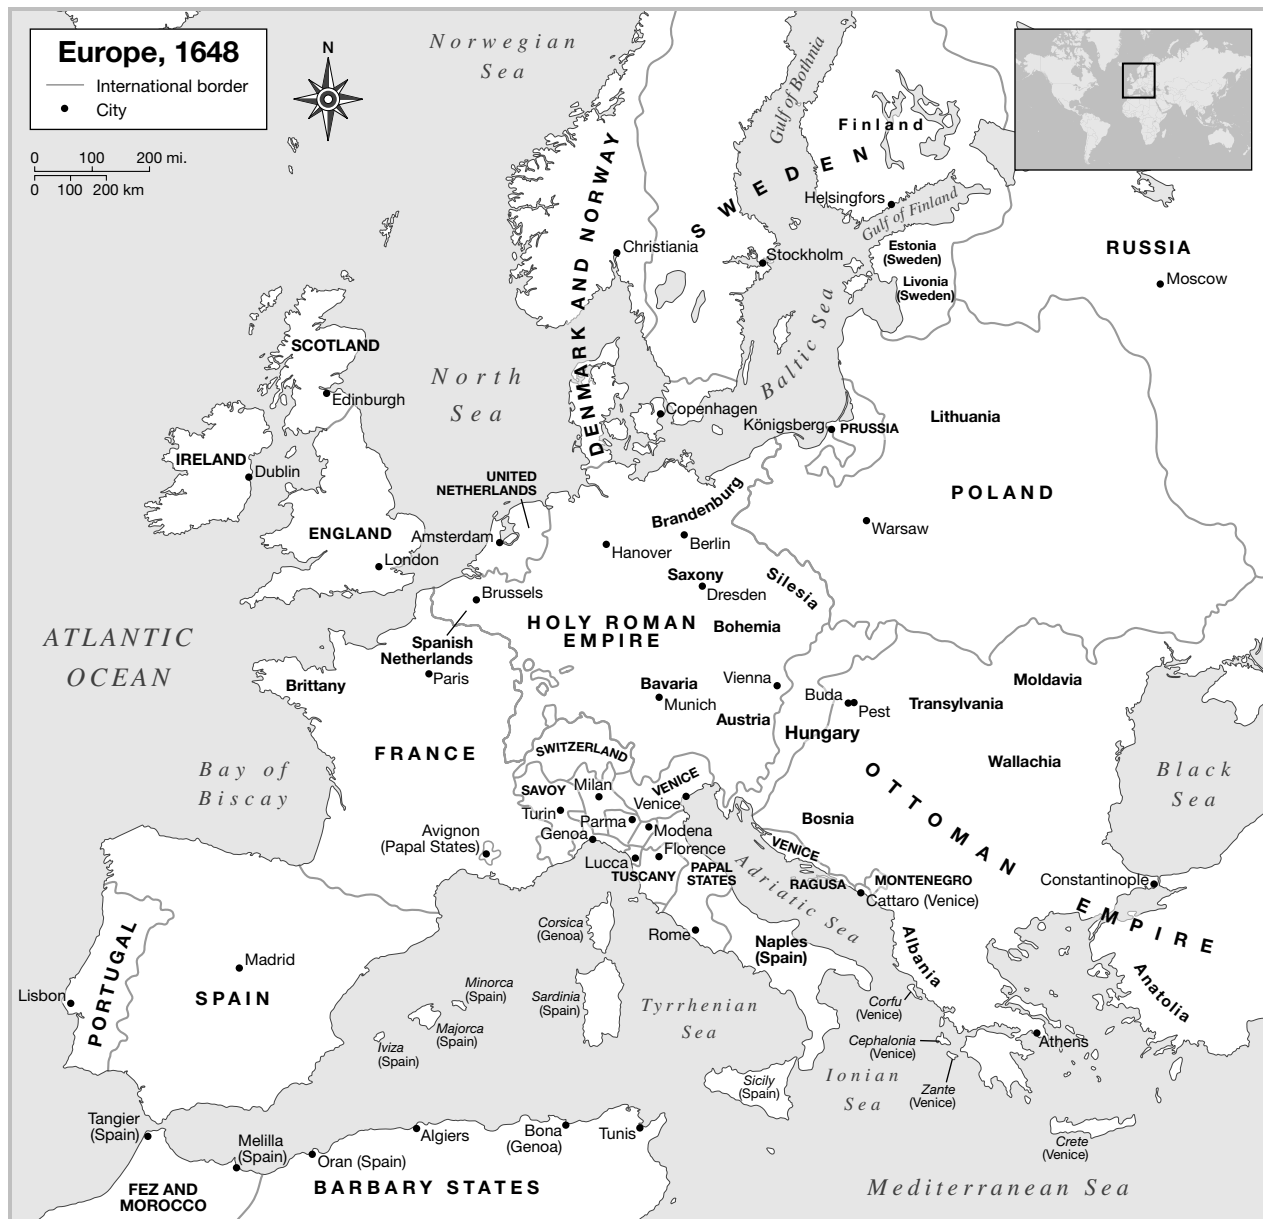 Europe, 1648
International border
City
N
0 100 200 mi.
0 100 200 km
Norwegian
Sea
Gulf of Bothnia
Finland
SWEDEN
Helsingfors
Gulf of Finland
DENMARK AND NORWAY
Christiania
Stockholm
Estonia
(Sweden)
Livonia
(Sweden)
RUSSIA
Moscow
Baltic Sea
SCOTLAND
Edinburgh
North
Sea
Copenhagen
Königsberg
PRUSSIA
Lithuania
IRELAND
Dublin
UNITED
NETHERLANDS
Brandenburg
POLAND
ENGLAND
Amsterdam
Hanover
Berlin
Warsaw
London
Saxony
Dresden
Silesia
Brussels
HOLY ROMAN
EMPIRE
Bohemia
ATLANTIC
OCEAN
Spanish
Netherlands
Paris
Brittany
Bavaria
Munich
Vienna
Austria
Buda
Pest
Hungary
Transylvania
Moldavia
FRANCE
SWITZERLAND
Wallachia
Bay of
Biscay
Black
Sea
SAVOY
Milan
VENICE
Venice
Turin
Parma
Genoa
Modena
Florence
Lucca
TUSCANY
PAPAL
STATES
Avignon
(Papal States)
Bosnia
OTTOMAN EMPIRE
VENICE
Adriatic Sea
RAGUSA
MONTENEGRO
Cattaro (Venice)
Constantinople
Corsica
(Genoa)
Rome
Naples
(Spain)
Albania
Anatolia
PORTUGAL
Lisbon
Madrid
SPAIN
Minorca
(Spain)
Majorca
(Spain)
Iviza
(Spain)
Sardinia
(Spain)
Tyrrhenian
Sea
Corfu
(Venice)
Cephalonia
(Venice)
Athens
Sicily
(Spain)
Ionian
Sea
Zante
(Venice)
Crete
(Venice)
Tangier
(Spain)
Melilla
(Spain)
Oran (Spain)
Algiers
Bona
(Genoa)
Tunis
FEZ AND
MOROCCO
BARBARY STATES
Mediterranean Sea